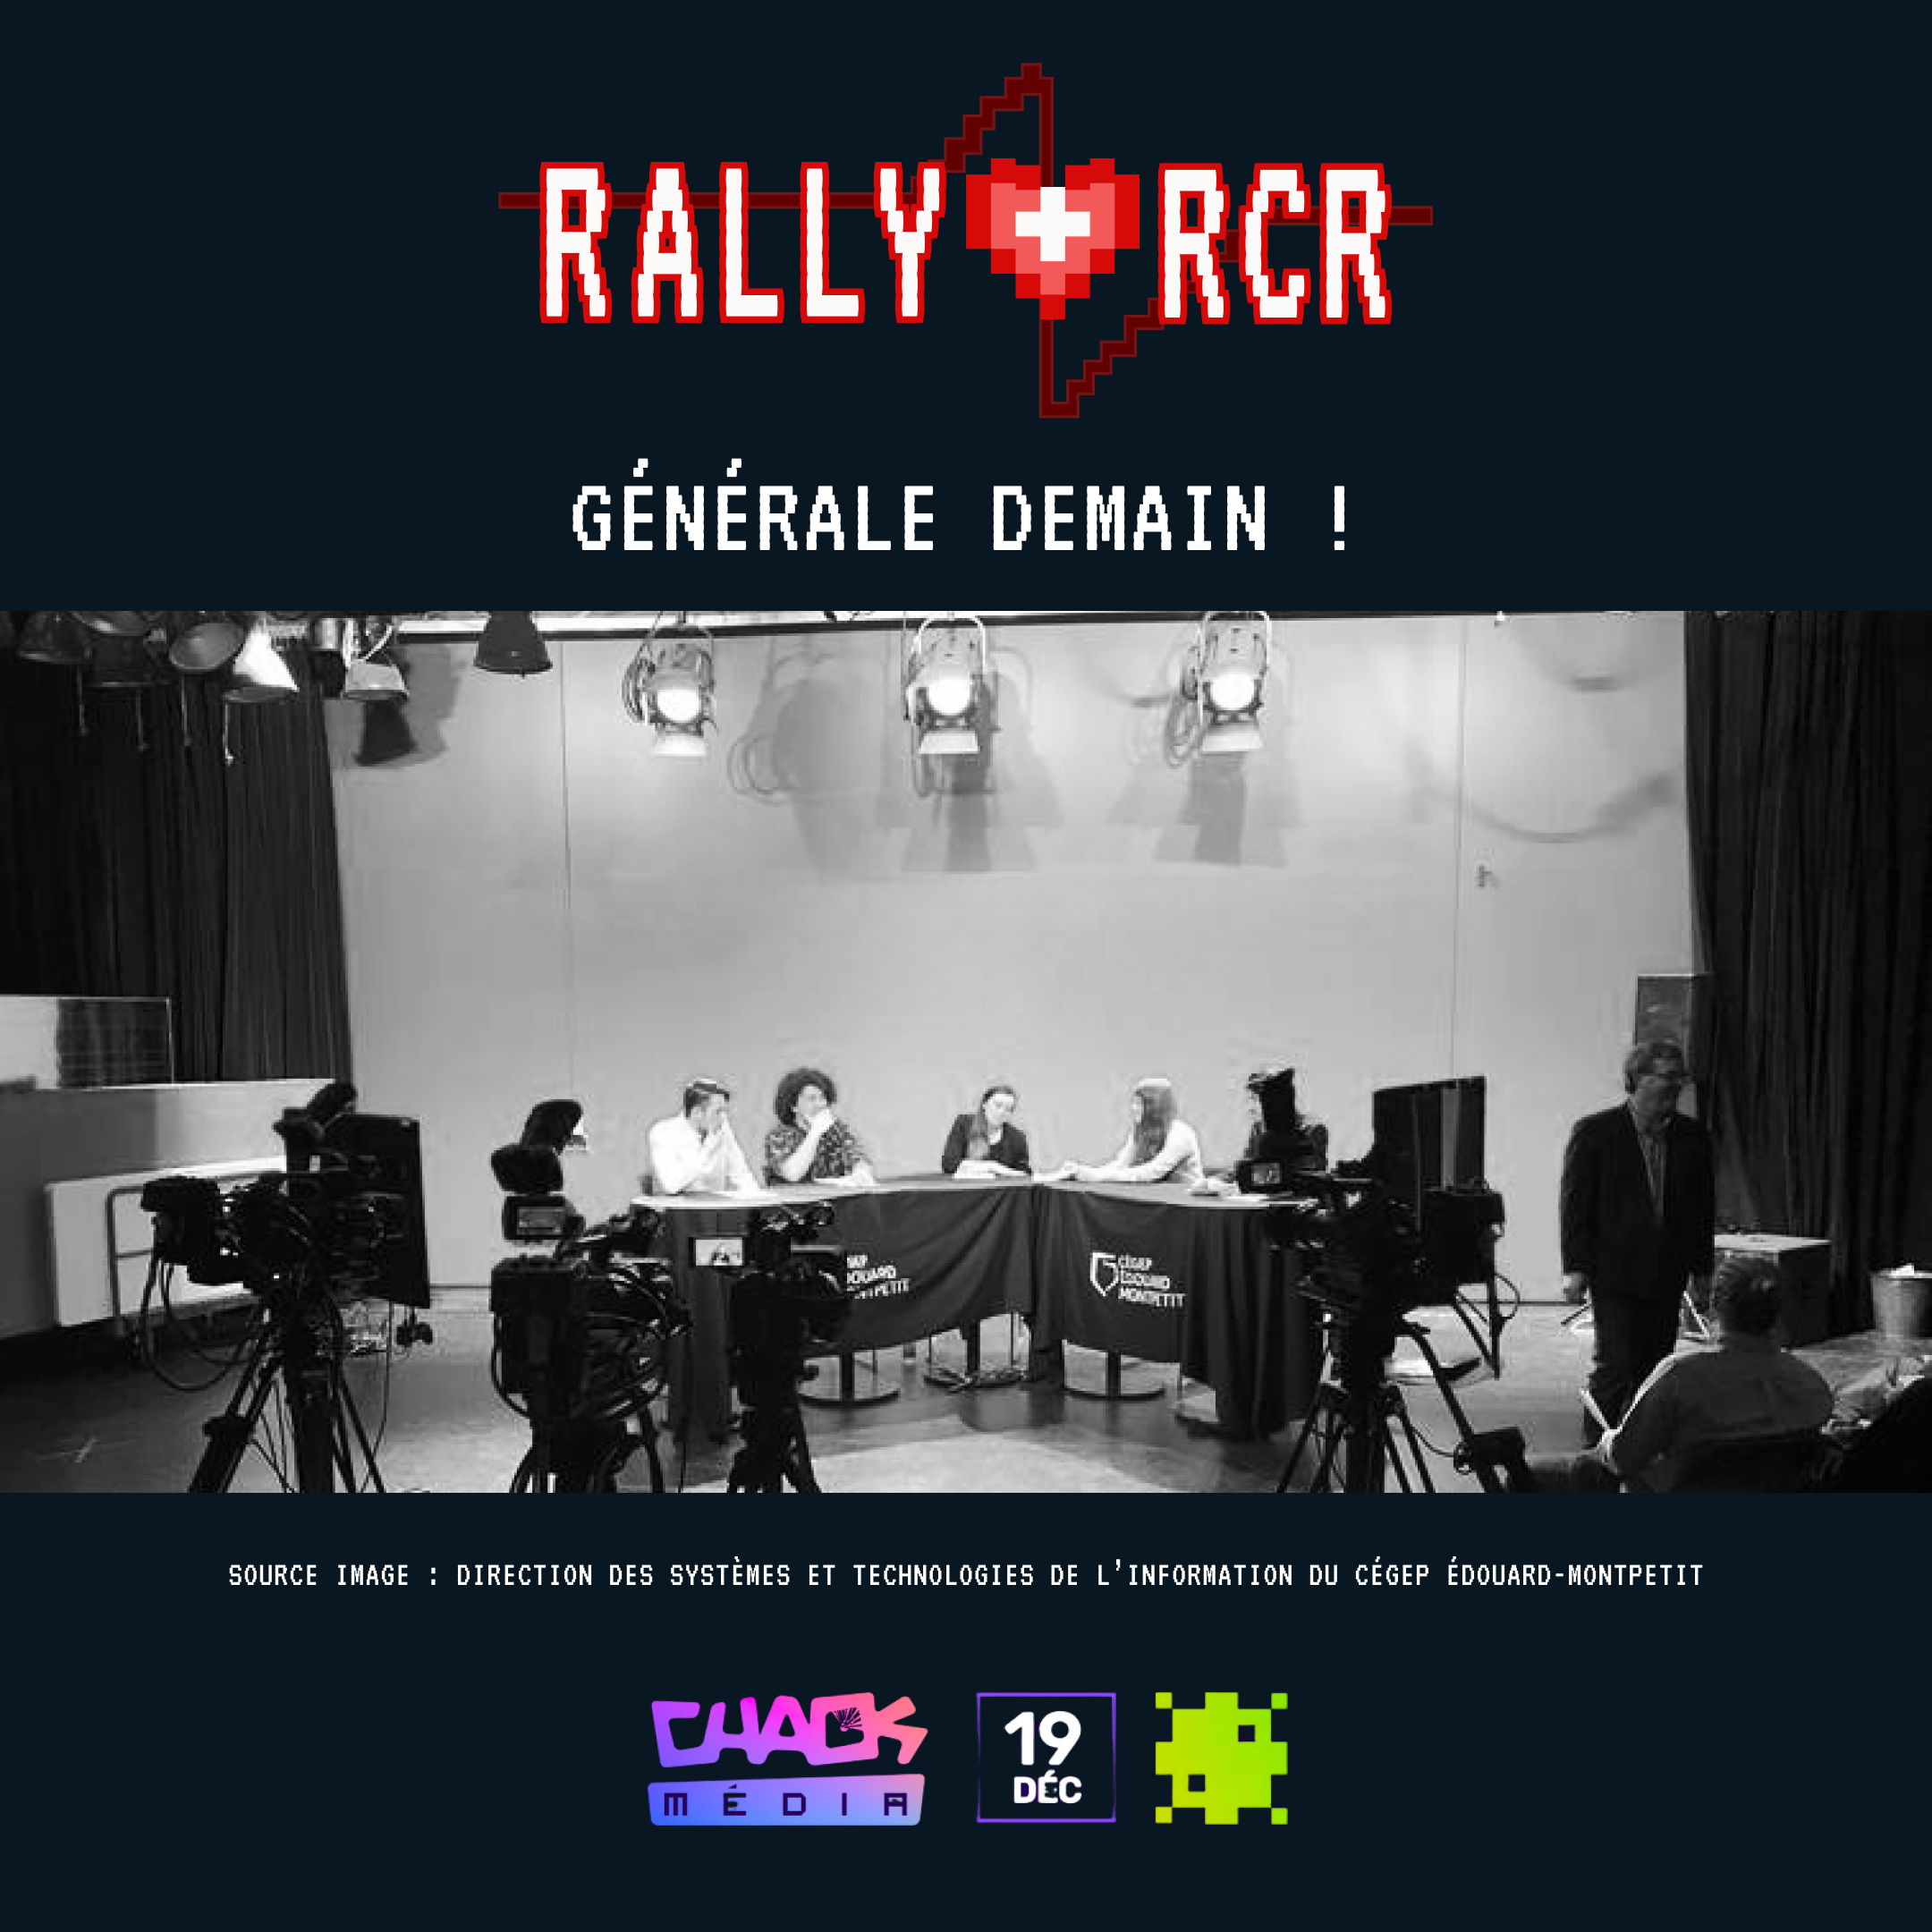 RALLY RCR
GÉNÉRALE DEMAIN !
CÉGEP
ÉDOUARD
MONTPETIT
SOURCE IMAGE : DIRECTION DES SYSTÈMES ET TECHNOLOGIES DE L'INFORMATION DU CÉGEP ÉDOUARD-MONTPETIT
CHAOS
MÉDIA
19
DÉC